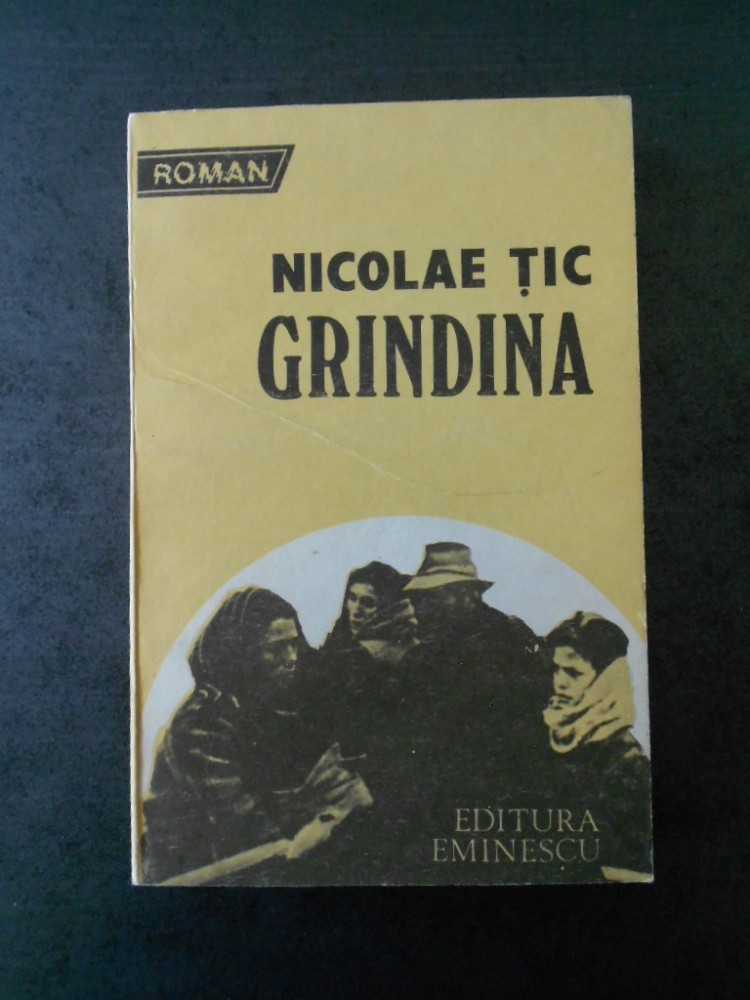 ROMAN
NICOLAE ȚIC
GRINDINA
EDITURA
EMINESCU